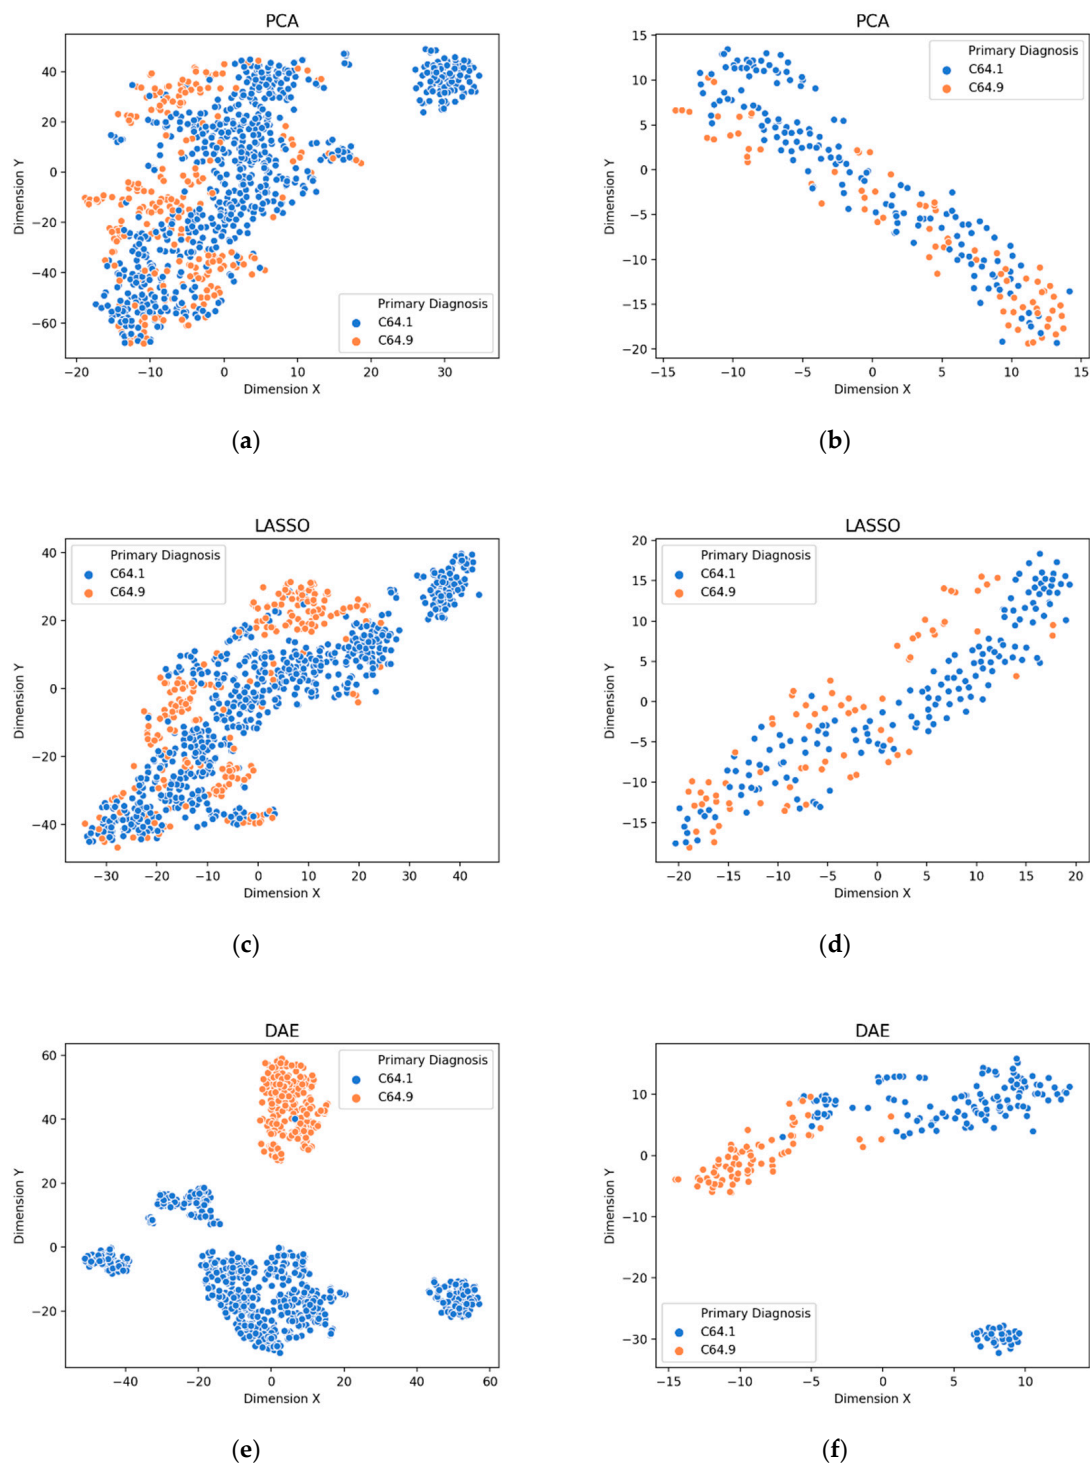 PCA
Dimension Y
40
20
0
−20
−40
−60
Primary Diagnosis
C64.1
C64.9
−20 −10 0 10 20 30
Dimension X
(a)
PCA
Dimension Y
15
10
5
0
−5
−10
−15
−20
Primary Diagnosis
C64.1
C64.9
−15 −10 −5 0 5 10 15
Dimension X
(b)
LASSO
Dimension Y
40
20
0
−20
−40
Primary Diagnosis
C64.1
C64.9
−30 −20 −10 0 10 20 30 40
Dimension X
(c)
LASSO
Dimension Y
20
15
10
5
0
−5
−10
−15
Primary Diagnosis
C64.1
C64.9
−20 −15 −10 −5 0 5 10 15 20
Dimension X
(d)
DAE
Dimension Y
60
40
20
0
−20
Primary Diagnosis
C64.1
C64.9
−40 −20 0 20 40 60
Dimension X
(e)
DAE
Dimension Y
10
0
−10
−20
−30
Primary Diagnosis
C64.1
C64.9
−15 −10 −5 0 5 10
Dimension X
(f)